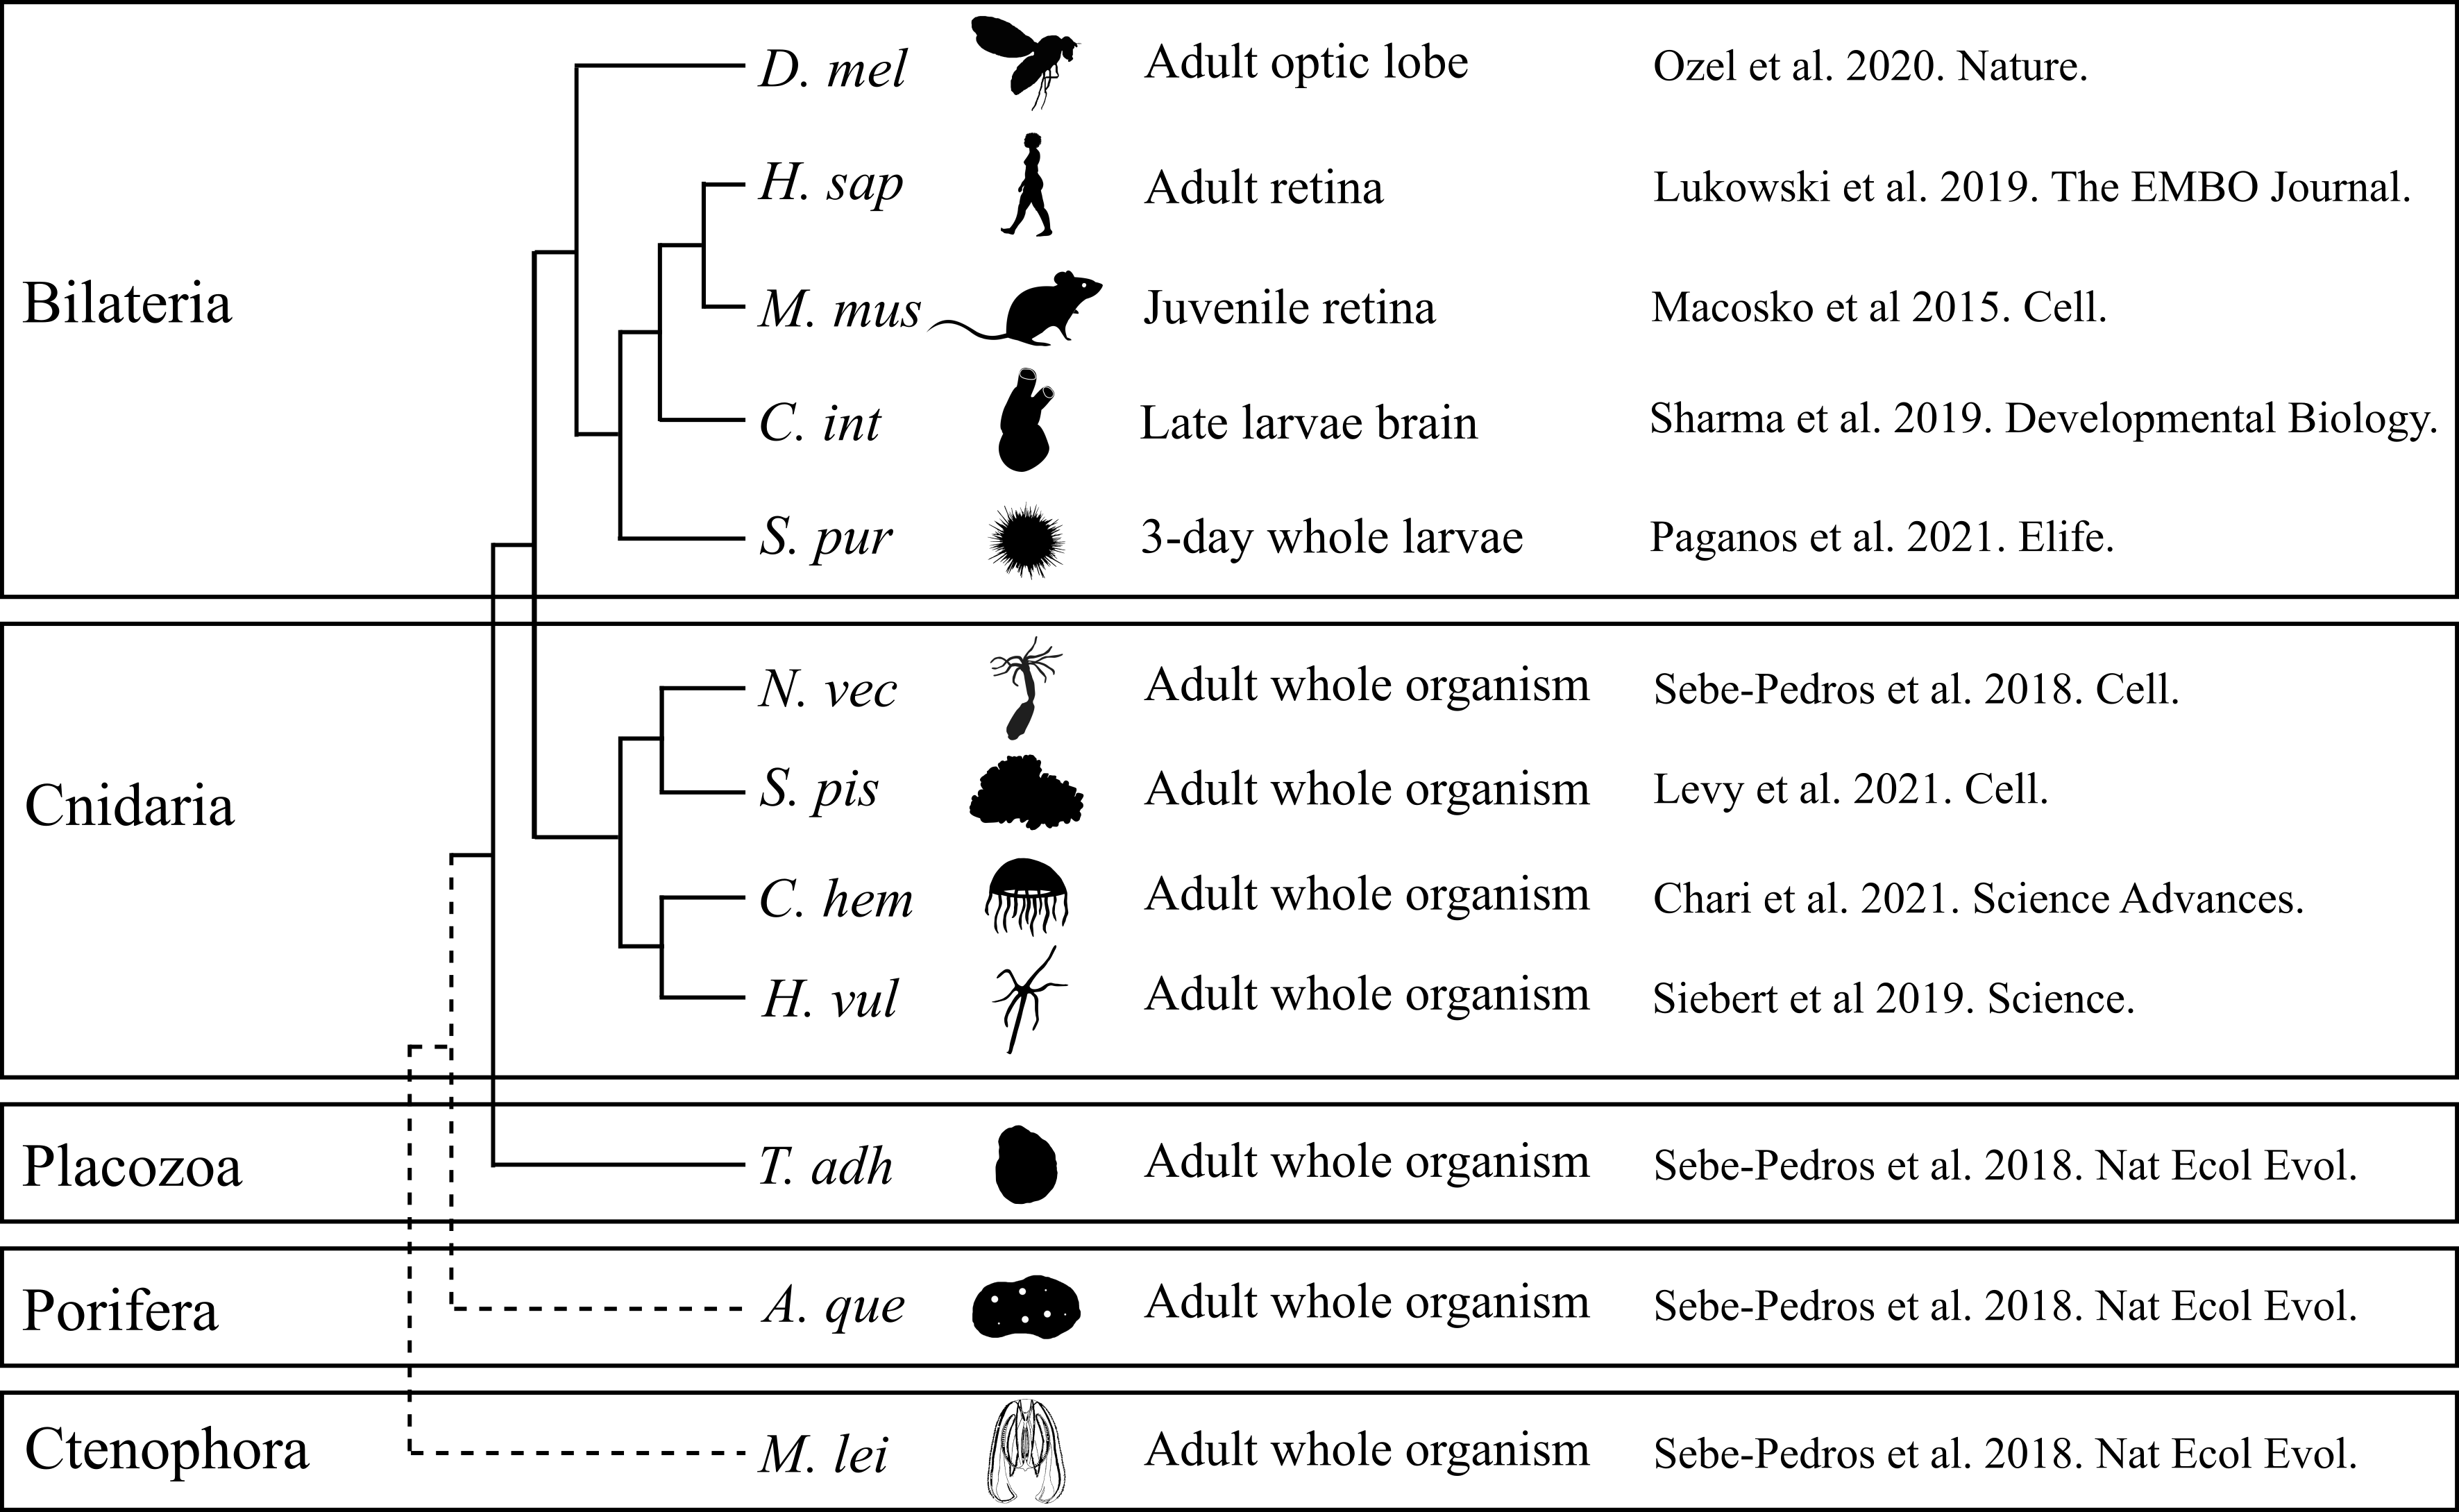 D. mel Adult optic lobe Ozel et al. 2020. Nature.
H. sap Adult retina Lukowski et al. 2019. The EMBO Journal.
Bilateria
M. mus Juvenile retina Macosko et al 2015. Cell.
C. int Late larvae brain Sharma et al. 2019. Developmental Biology.
S. pur 3-day whole larvae Paganos et al. 2021. Elife.
N. vec Adult whole organism Sebe-Pedros et al. 2018. Cell.
S. pis Adult whole organism Levy et al. 2021. Cell.
Cnidaria
C. hem Adult whole organism Chari et al. 2021. Science Advances.
H. vul Adult whole organism Siebert et al 2019. Science.
Placozoa T. adh Adult whole organism Sebe-Pedros et al. 2018. Nat Ecol Evol.
Porifera A. que Adult whole organism Sebe-Pedros et al. 2018. Nat Ecol Evol.
Ctenophora M. lei Adult whole organism Sebe-Pedros et al. 2018. Nat Ecol Evol.